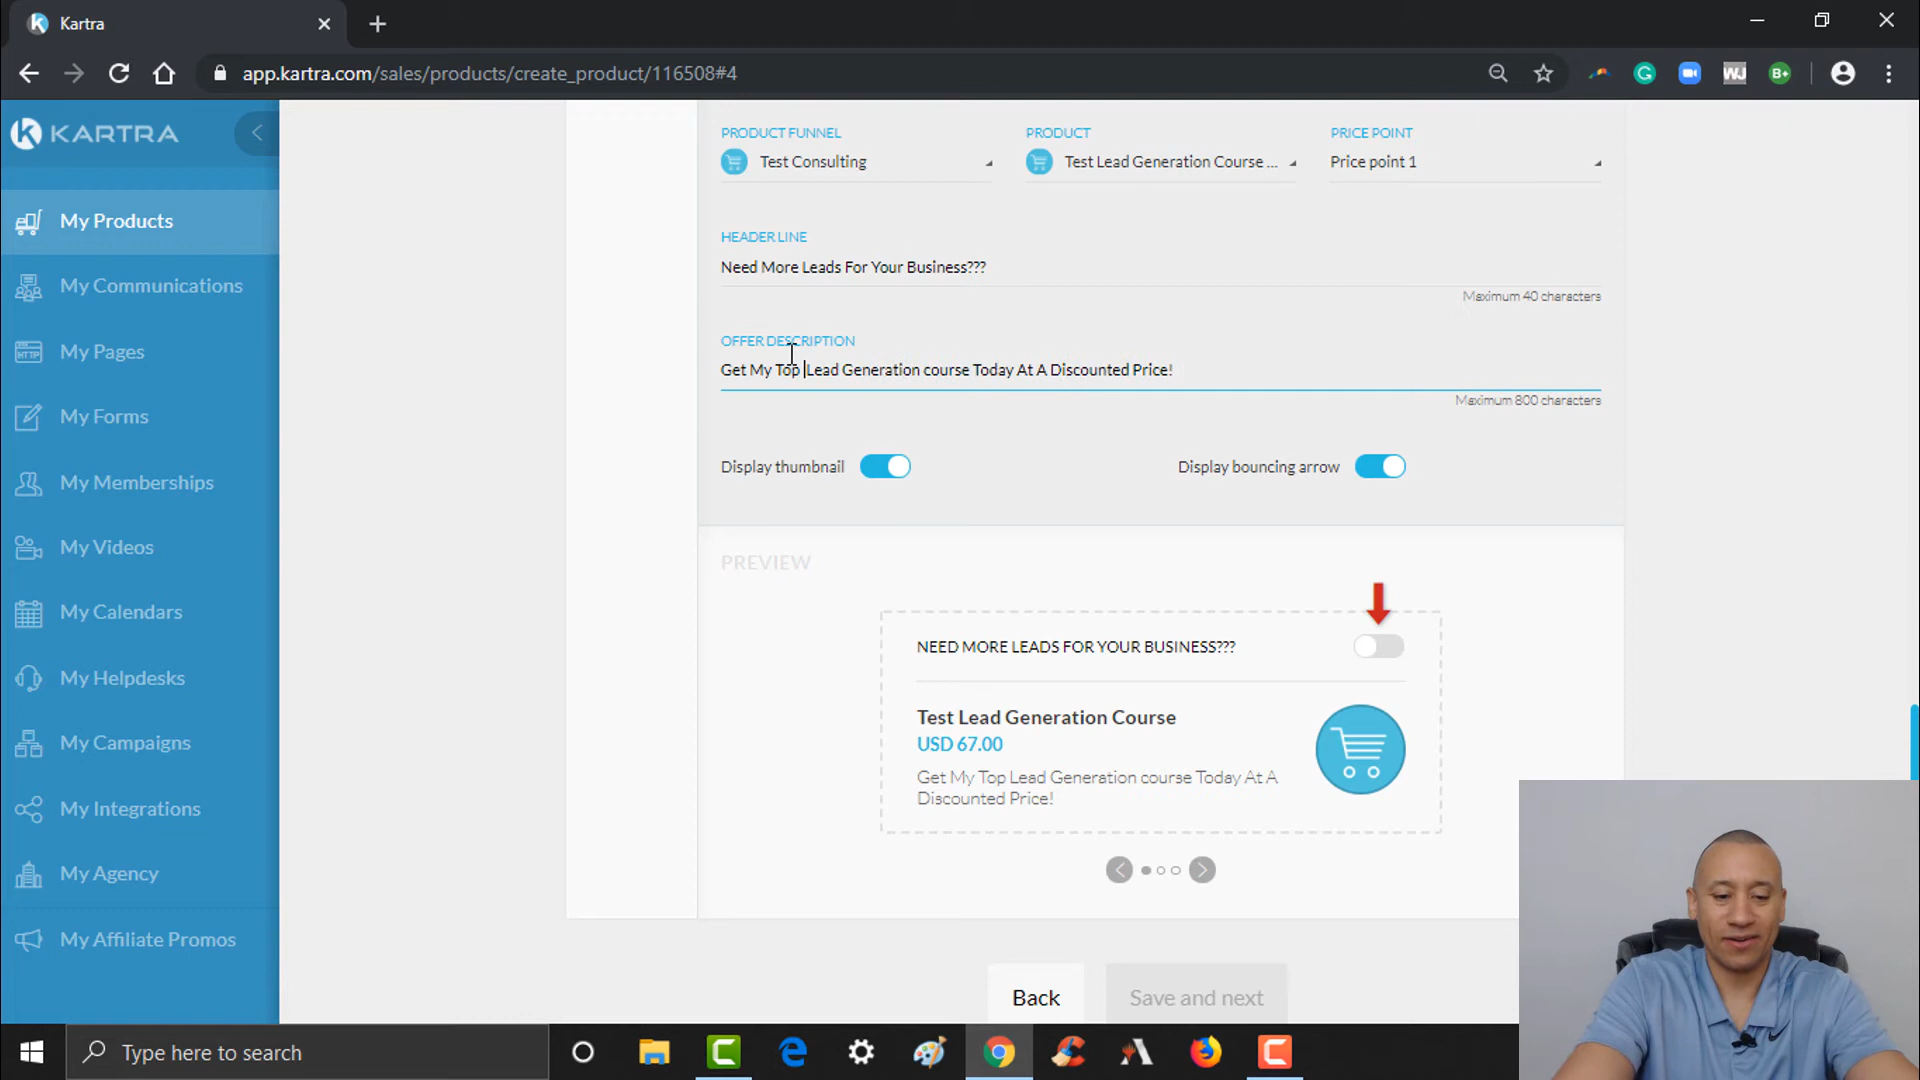 Kartra
app.kartra.com/sales/products/create_product/116508#4
KARTRA
My Products
My Communications
My Pages
My Forms
My Memberships
My Videos
My Calendars
My Helpdesks
My Campaigns
My Integrations
My Agency
My Affiliate Promos
PRODUCT FUNNEL
PRODUCT
PRICE POINT
Test Consulting
Test Lead Generation Course ...
Price point 1
HEADER LINE
Need More Leads For Your Business???
Maximum 40 characters
OFFER DESCRIPTION
Get My Top Lead Generation course Today At A Discounted Price!
Maximum 800 characters
Display thumbnail
Display bouncing arrow
PREVIEW
NEED MORE LEADS FOR YOUR BUSINESS???
Test Lead Generation Course
USD 67.00
Get My Top Lead Generation course Today At A
Discounted Price!
Back
Save and next
Type here to search